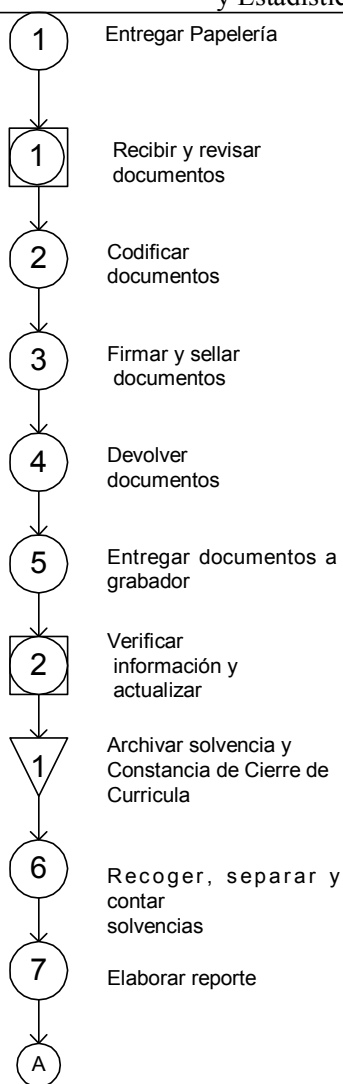 y Estadístic
1 Entregar Papelería
1 Recibir y revisar
documentos
2 Codificar
documentos
3 Firmar y sellar
documentos
4 Devolver
documentos
5 Entregar documentos a
grabador
2 Verificar
información y
actualizar
1 Archivar solvencia y
Constancia de Cierre de
Curricula
6 Recoger, separar y
contar
solvencias
7 Elaborar reporte
A